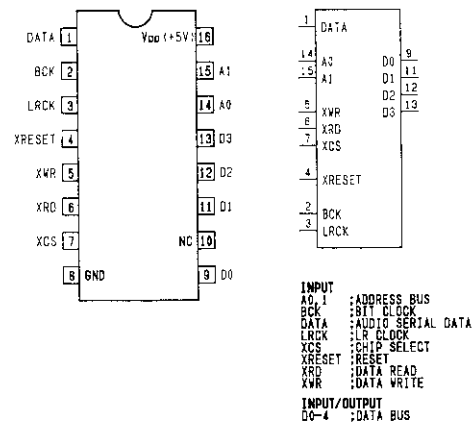 DATA 1 VDD(+5V) 16
BCK 2 15 A1
LRCK 3 14 A0
XRESET 4 13 D3
XWR 5 12 D2
XRD 6 11 D1
XCS 7 NC 10
8 GND 9 D0
1 DATA
14 A0 D0 9
15 A1 D1 11
D2 12
5 XWR D3 13
6 XRD
7 XCS
4 XRESET
2 BCK
3 LRCK
INPUT
A0,1 ;ADDRESS BUS
BCK ;BIT CLOCK
DATA ;AUDIO SERIAL DATA
LRCK ;LR CLOCK
XCS ;CHIP SELECT
XRESET ;RESET
XRD ;DATA READ
XWR ;DATA WRITE
INPUT/OUTPUT
D0-4 ;DATA BUS